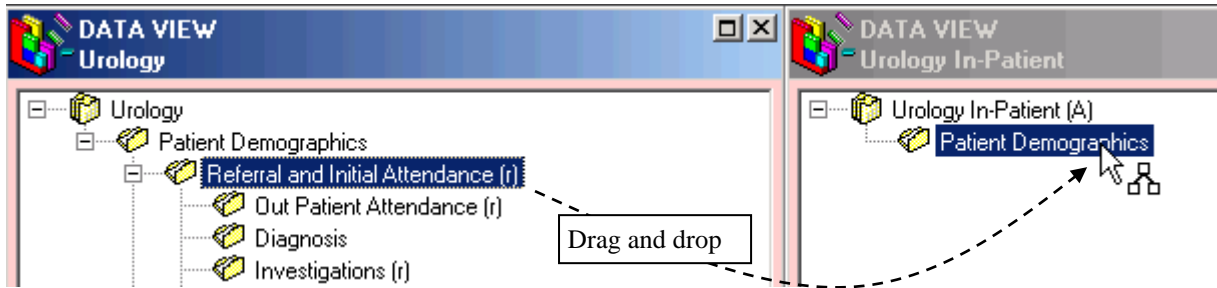 DATA VIEW
Urology
Urology
Patient Demographics
Referral and Initial Attendance (r)
Out Patient Attendance (r)
Diagnosis
Investigations (r)
Drag and drop
DATA VIEW
Urology In-Patient
Urology In-Patient (A)
Patient Demographics